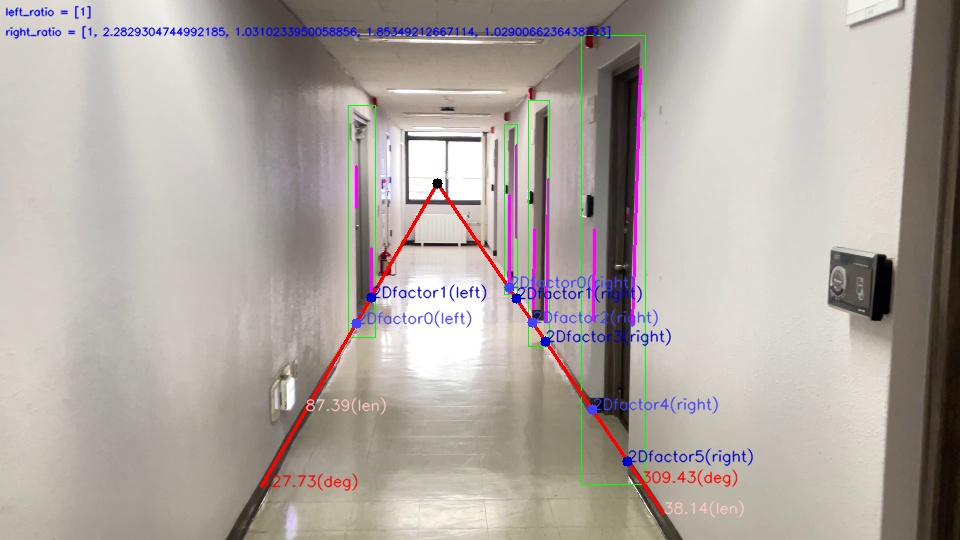 left_ratio = [1]
right_ratio = [1, 2.2829304744992185, 1.0310233950058856, 1.85349212667114, 1.0290066236438793]
2Dfactor0(right)
2Dfactor1(left)
2Dfactor1(right)
2Dfactor0(left)
2Dfactor2(right)
2Dfactor3(right)
87.39(len)
2Dfactor4(right)
2Dfactor5(right)
27.73(deg)
309.43(deg)
38.14(len)